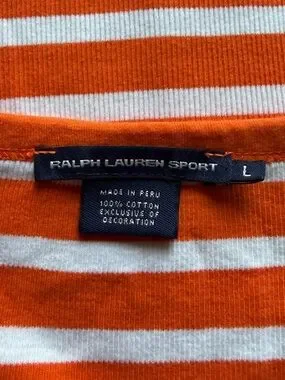 RALPH LAUREN SPORT
L
MADE IN PERU
100% COTTON
EXCLUSIVE OF
DECORATION